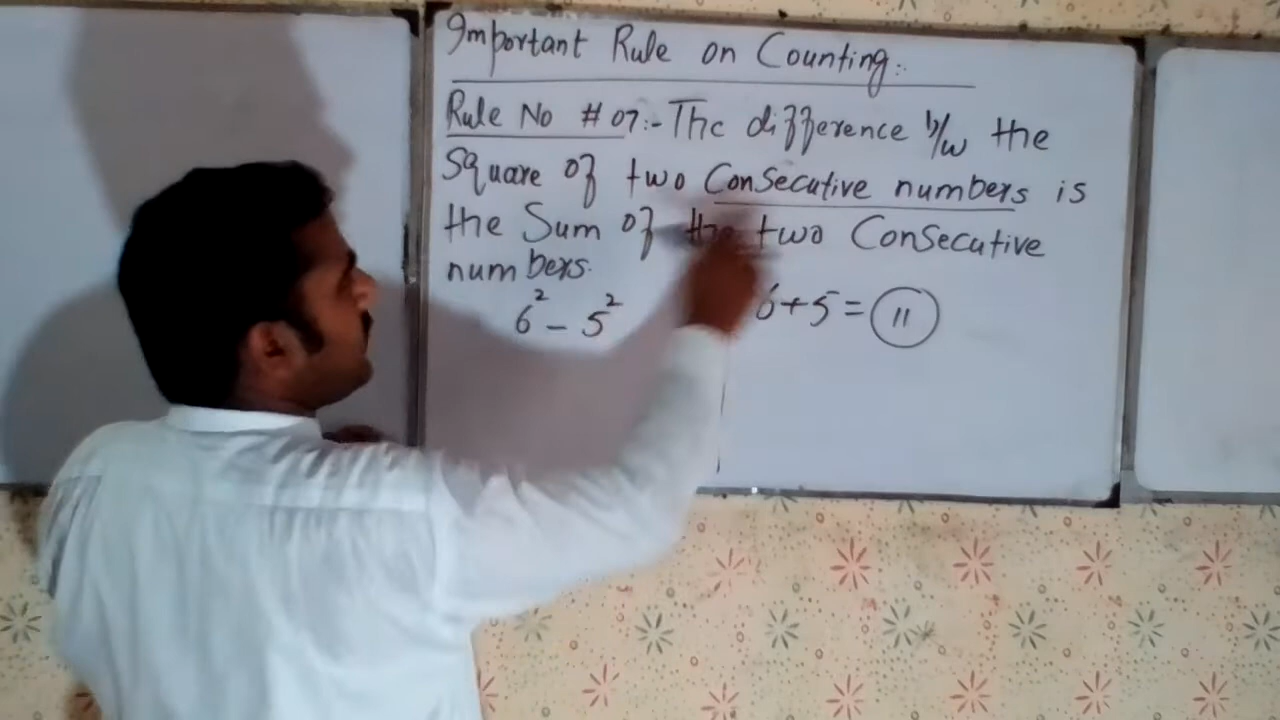 Important Rule on Counting:
Rule No # 07:- The difference b/w the
Square of two Consecutive numbers is
the Sum of the two Consecutive
numbers.
6² - 5² 6+5 = 11